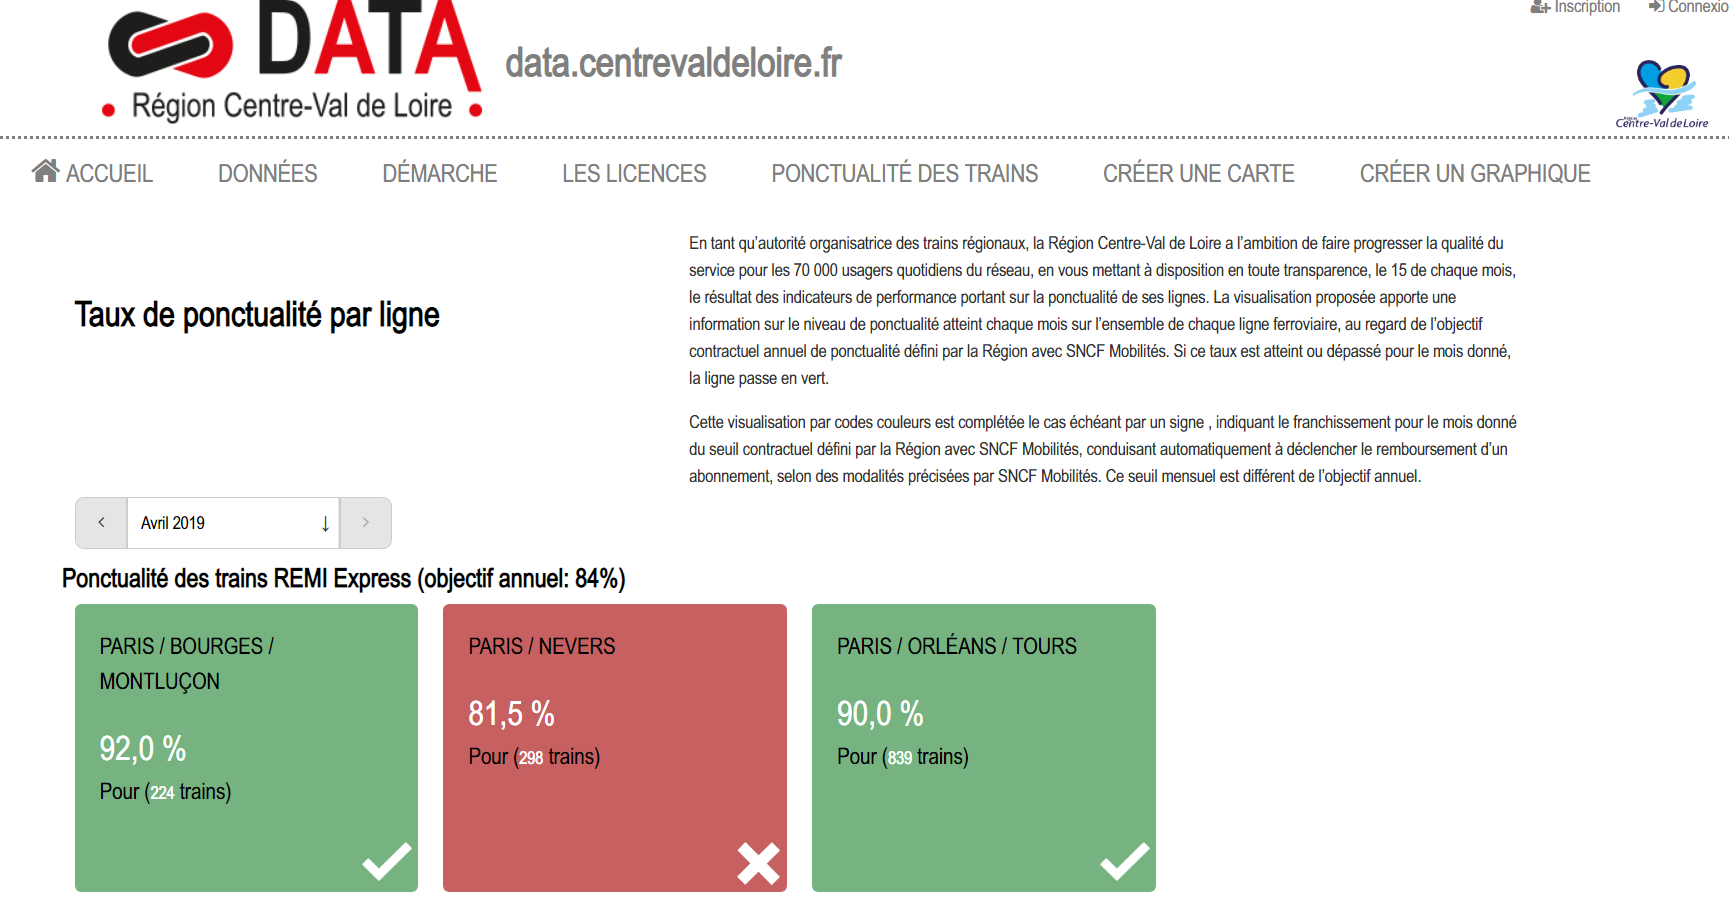 Inscription
Connexio
DATA
Région Centre-Val de Loire
data.centrevaldeloire.fr
Centre-Val de Loire
ACCUEIL
DONNÉES
DÉMARCHE
LES LICENCES
PONCTUALITÉ DES TRAINS
CRÉER UNE CARTE
CRÉER UN GRAPHIQUE
Taux de ponctualité par ligne
En tant qu'autorité organisatrice des trains régionaux, la Région Centre-Val de Loire a l'ambition de faire progresser la qualité du
service pour les 70 000 usagers quotidiens du réseau, en vous mettant à disposition en toute transparence, le 15 de chaque mois,
le résultat des indicateurs de performance portant sur la ponctualité de ses lignes. La visualisation proposée apporte une
information sur le niveau de ponctualité atteint chaque mois sur l'ensemble de chaque ligne ferroviaire, au regard de l'objectif
contractuel annuel de ponctualité défini par la Région avec SNCF Mobilités. Si ce taux est atteint ou dépassé pour le mois donné,
la ligne passe en vert.
Cette visualisation par codes couleurs est complétée le cas échéant par un signe , indiquant le franchissement pour le mois donné
du seuil contractuel défini par la Région avec SNCF Mobilités, conduisant automatiquement à déclencher le remboursement d'un
abonnement, selon des modalités précisées par SNCF Mobilités. Ce seuil mensuel est différent de l'objectif annuel.
Avril 2019
Ponctualité des trains REMI Express (objectif annuel: 84%)
PARIS / BOURGES /
MONTLUÇON
92,0 %
Pour (224 trains)
PARIS / NEVERS
81,5 %
Pour (298 trains)
PARIS / ORLÉANS / TOURS
90,0 %
Pour (839 trains)